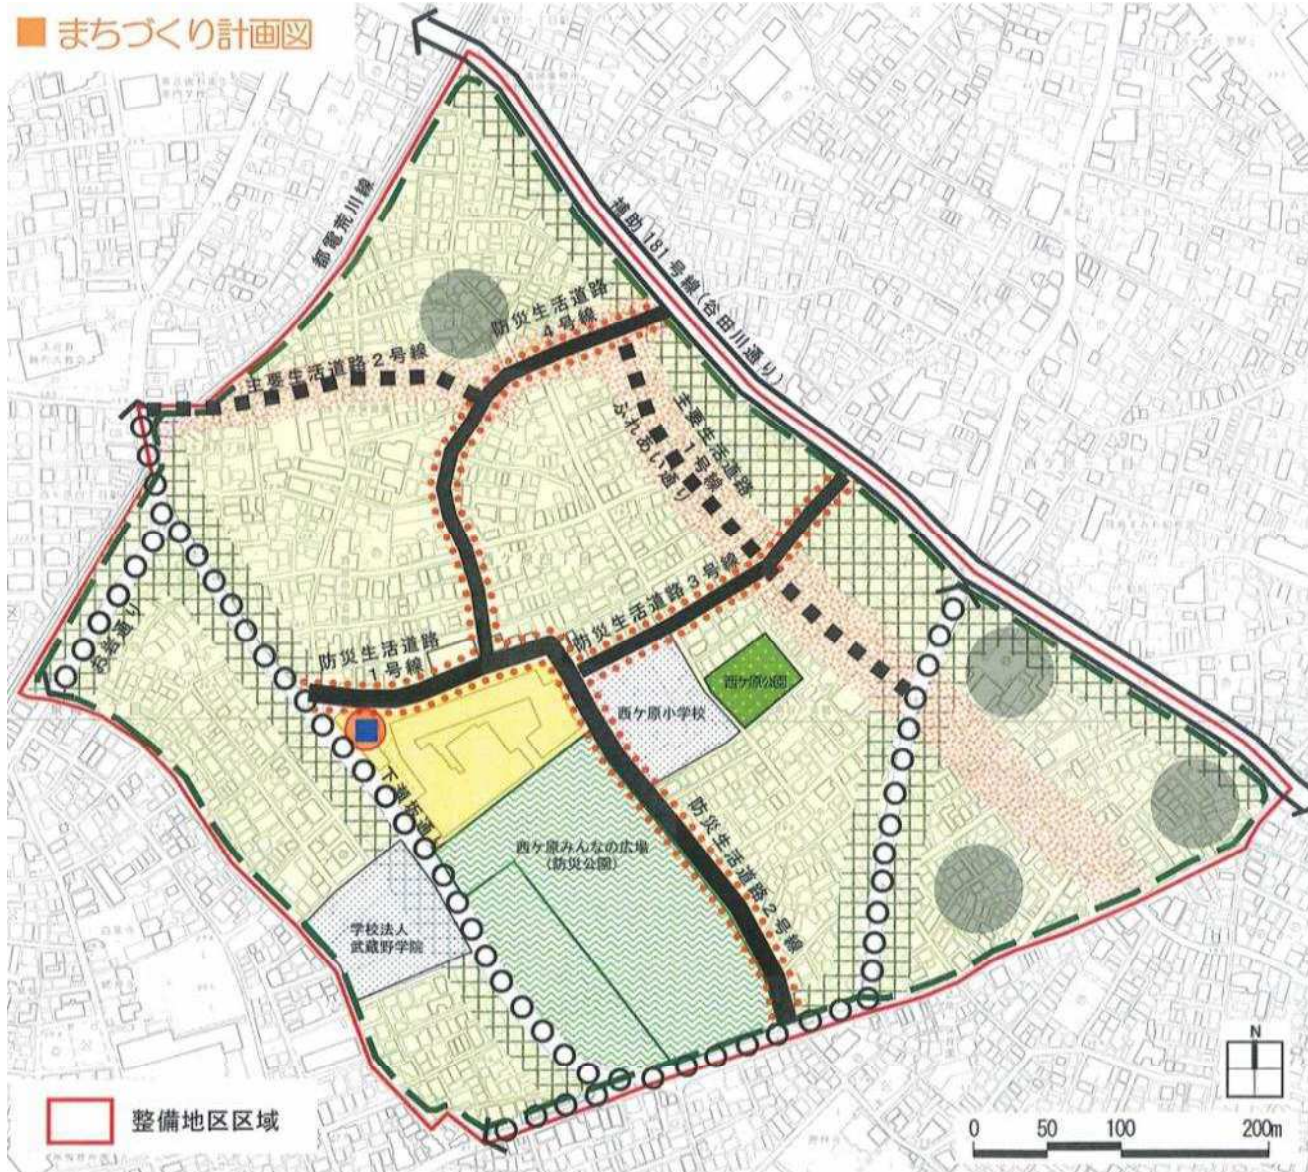 ■ まちづくり計画図
都電荒川線
補助181号線(谷田川通り)
防災生活道路
4号線
主要生活道路2号線
主要生活道路
1号線
ふれあい通り
お岩通り
防災生活道路
1号線
防災生活道路3号線
西ケ原公園
西ケ原小学校
下瀬坂通り
西ケ原みんなの広場
(防災公園)
防災生活道路2号線
学校法人
武蔵野学院
N
整備地区区域
0 50 100 200m